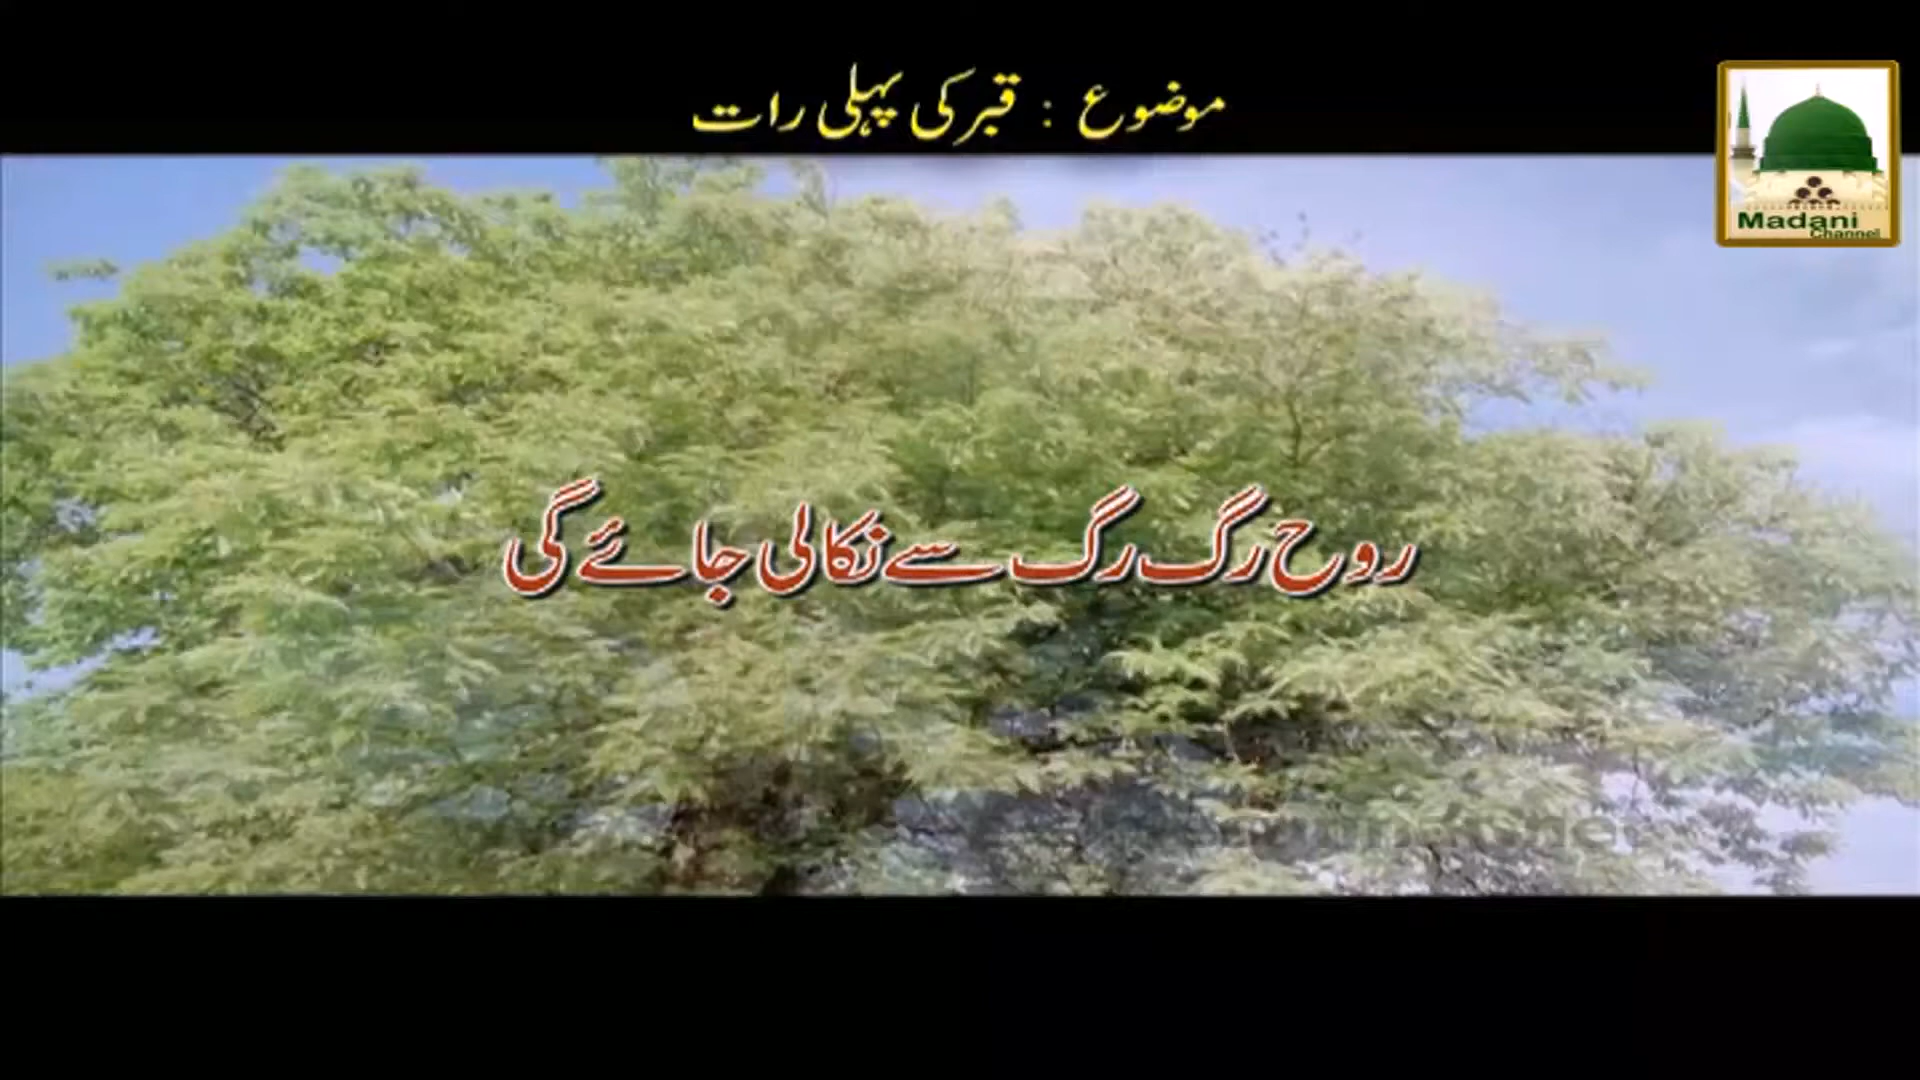 موضوع : قبر کی پہلی رات
Madani
Channel
روح رگ رگ سے نکالی جائے گی